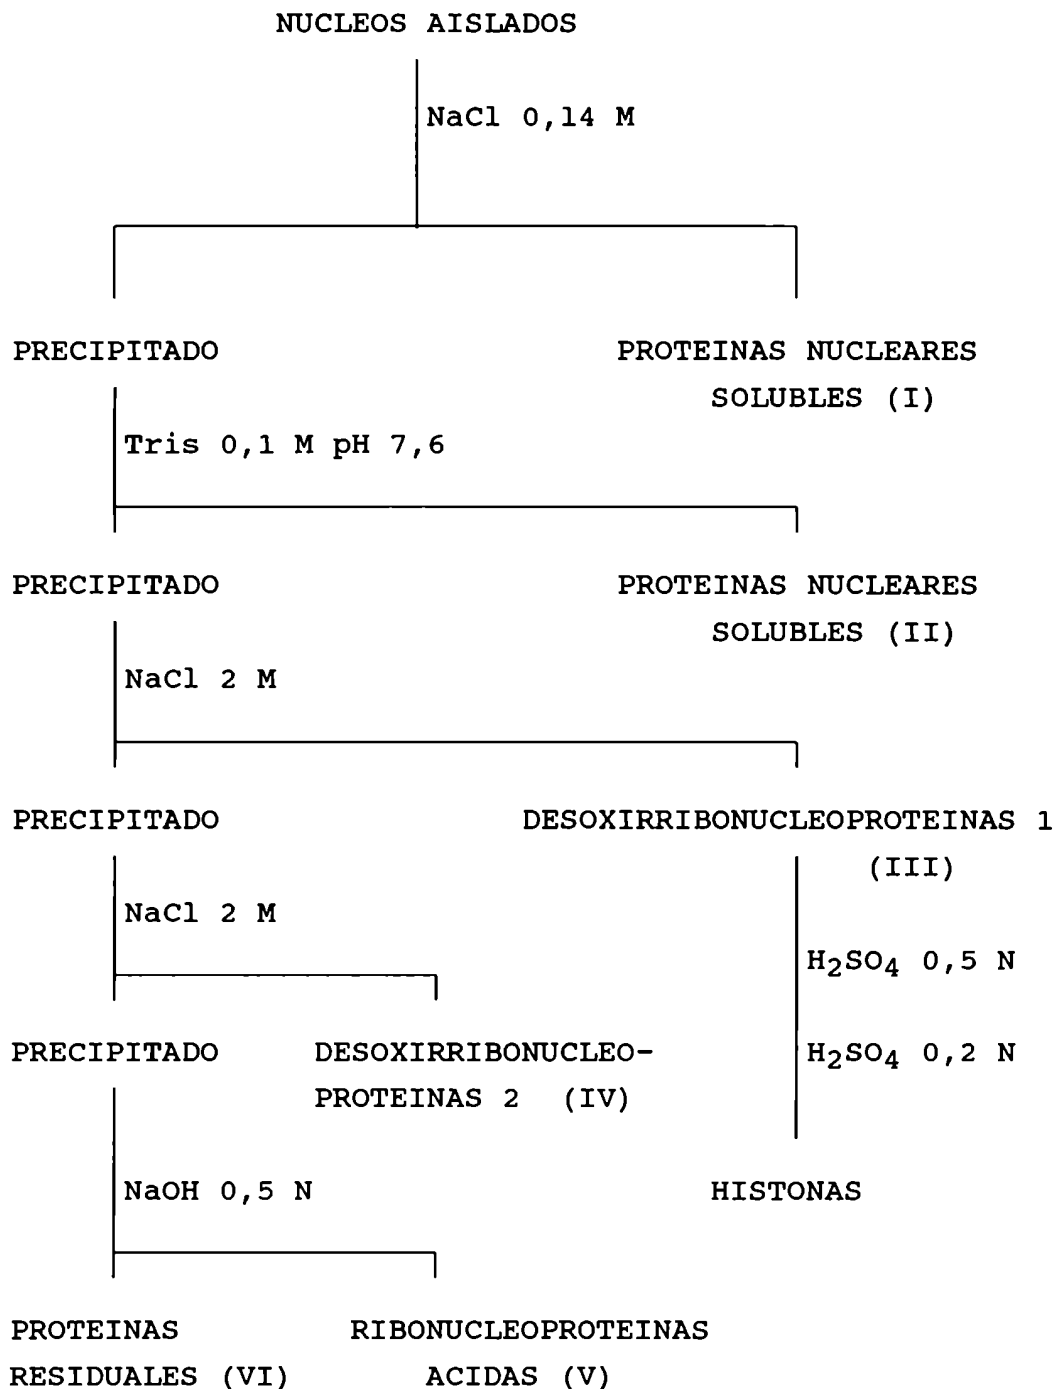 NUCLEOS AISLADOS
NaCl 0,14 M
PRECIPITADO PROTEINAS NUCLEARES
SOLUBLES (I)
Tris 0,1 M pH 7,6
PRECIPITADO PROTEINAS NUCLEARES
SOLUBLES (II)
NaCl 2 M
PRECIPITADO DESOXIRRIBONUCLEOPROTEINAS 1
(III)
NaCl 2 M
H2SO4 0,5 N
PRECIPITADO DESOXIRRIBONUCLEO- H2SO4 0,2 N
PROTEINAS 2 (IV)
NaOH 0,5 N HISTONAS
PROTEINAS RIBONUCLEOPROTEINAS
RESIDUALES (VI) ACIDAS (V)